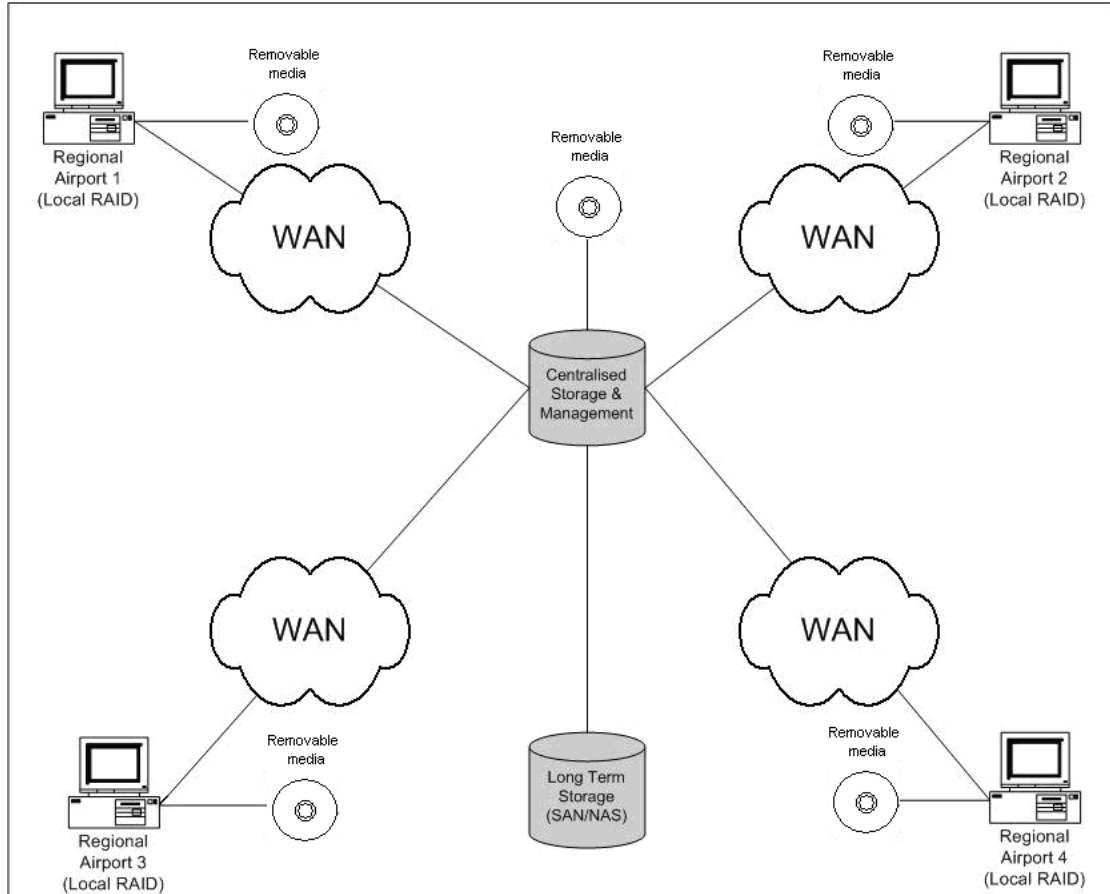 Removable
media
Removable
media
Regional
Airport 1
(Local RAID)
Removable
media
Regional
Airport 2
(Local RAID)
WAN
WAN
Centralised
Storage &
Management
WAN
WAN
Removable
media
Removable
media
Regional
Airport 3
(Local RAID)
Long Term
Storage
(SAN/NAS)
Regional
Airport 4
(Local RAID)